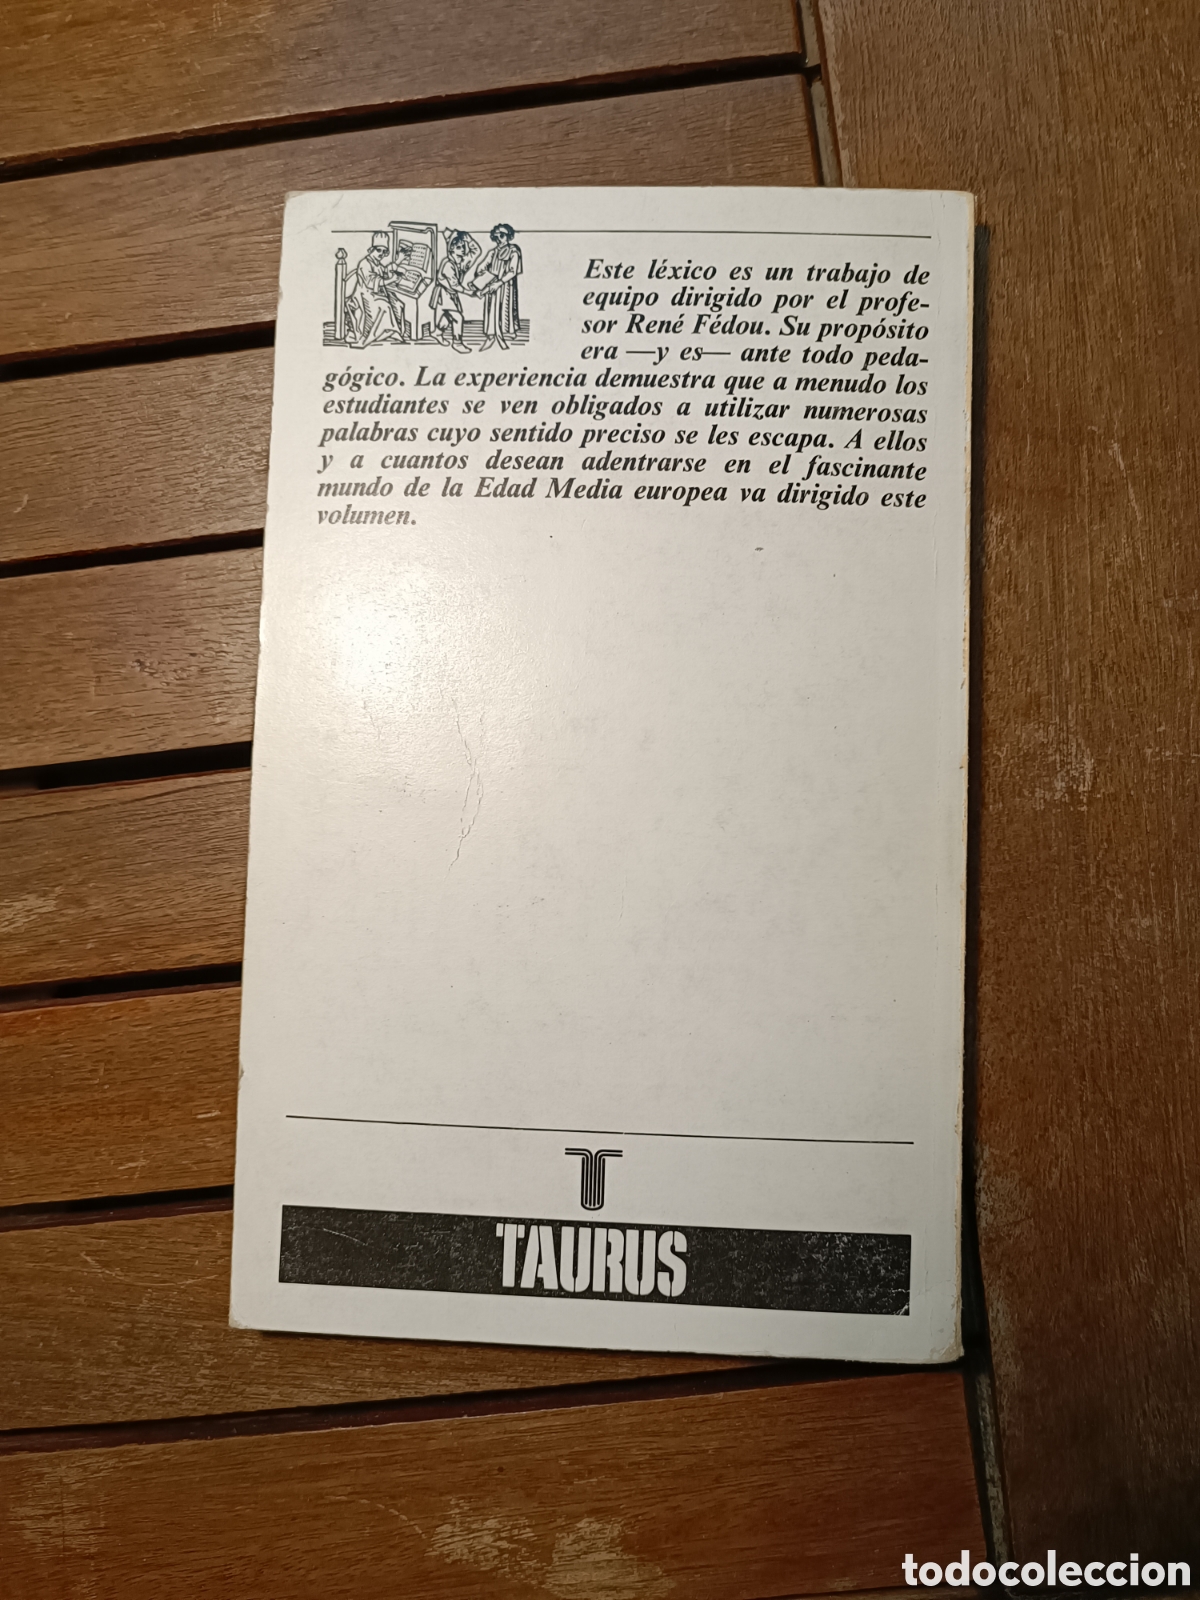 Este léxico es un trabajo de
equipo dirigido por el profe-
sor René Fédou. Su propósito
era —y es— ante todo peda-
gógico. La experiencia demuestra que a menudo los
estudiantes se ven obligados a utilizar numerosas
palabras cuyo sentido preciso se les escapa. A ellos
y a cuantos desean adentrarse en el fascinante
mundo de la Edad Media europea va dirigido este
volumen.
TAURUS
todocoleccion